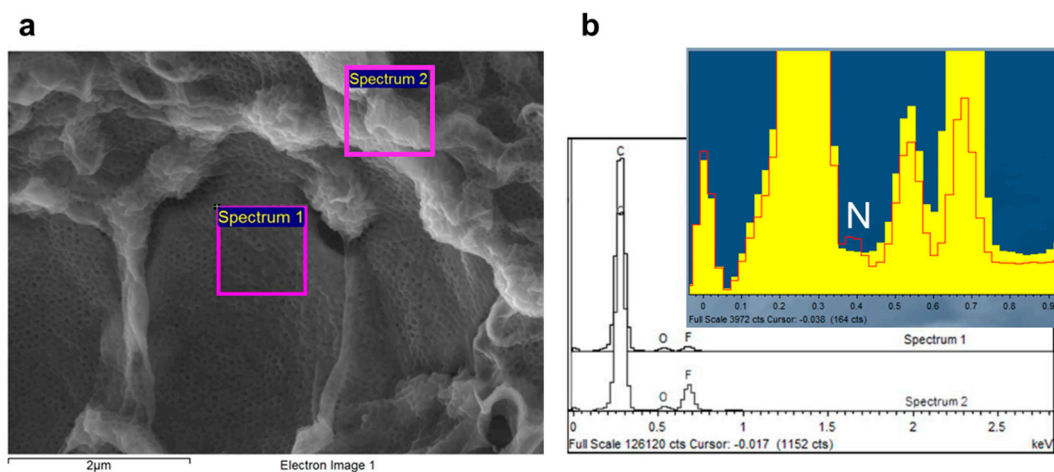 a
Spectrum 2
Spectrum 1
2µm
Electron Image 1
b
N
0 0.1 0.2 0.3 0.4 0.5 0.6 0.7 0.8 0.9
Full Scale 3972 cts Cursor: -0.038 (164 cts)
C
O F
Spectrum 1
C
O F
Spectrum 2
0 0.5 1 1.5 2 2.5
Full Scale 126120 cts Cursor: -0.017 (1152 cts)
keV